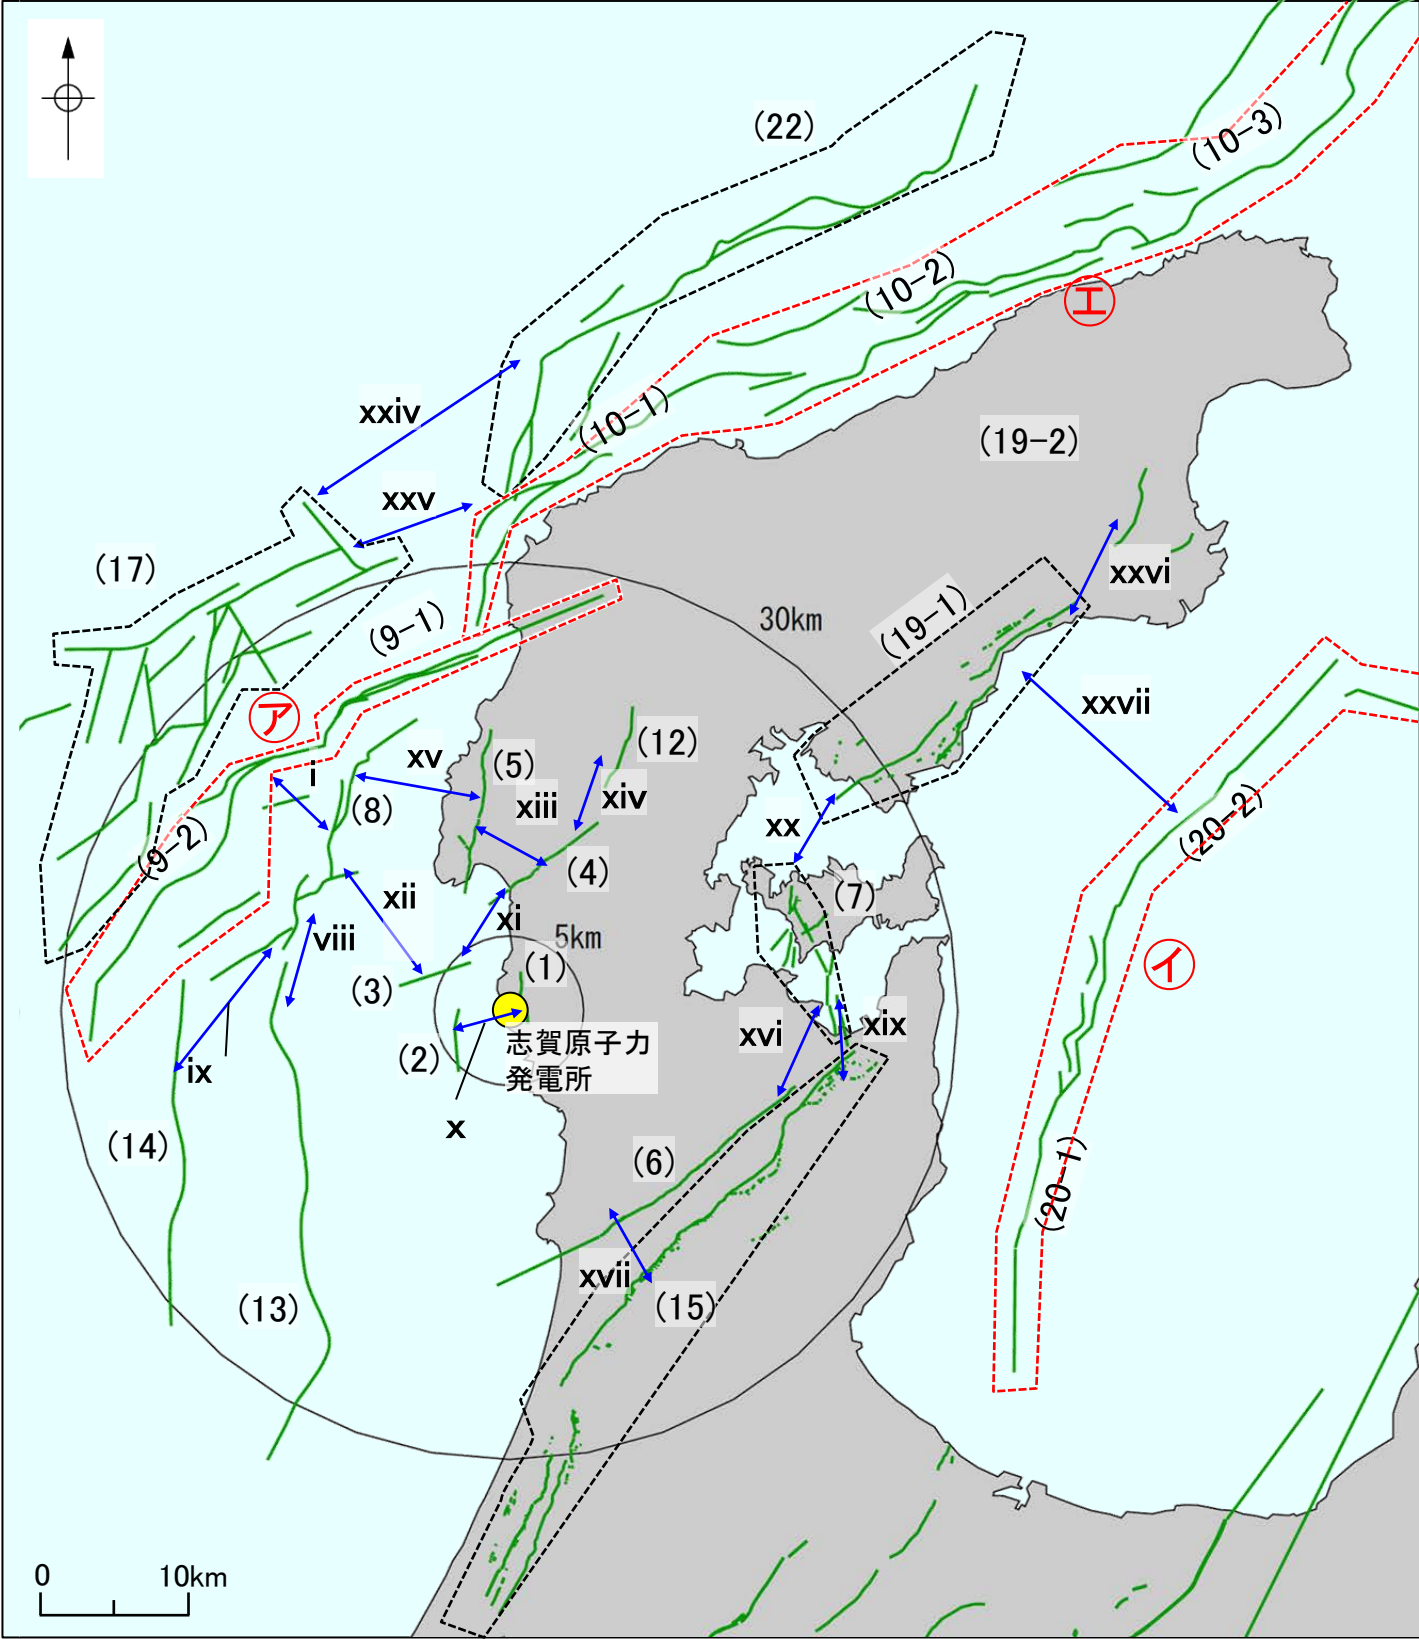 (22)
(10-3)
(10-2)
㋓
xxiv
(10-1)
(19-2)
xxv
(17)
xxvi
(9-1)
30km
(19-1)
㋐
xxvii
i
xv
(5)
(12)
xiii
xiv
(8)
xx
(9-2)
(20-2)
(4)
xii
(7)
xi
viii
5km
㋑
(1)
(3)
xix
xvi
志賀原子力
発電所
(2)
ix
x
(14)
(6)
(20-1)
xvii
(13)
(15)
0
10km